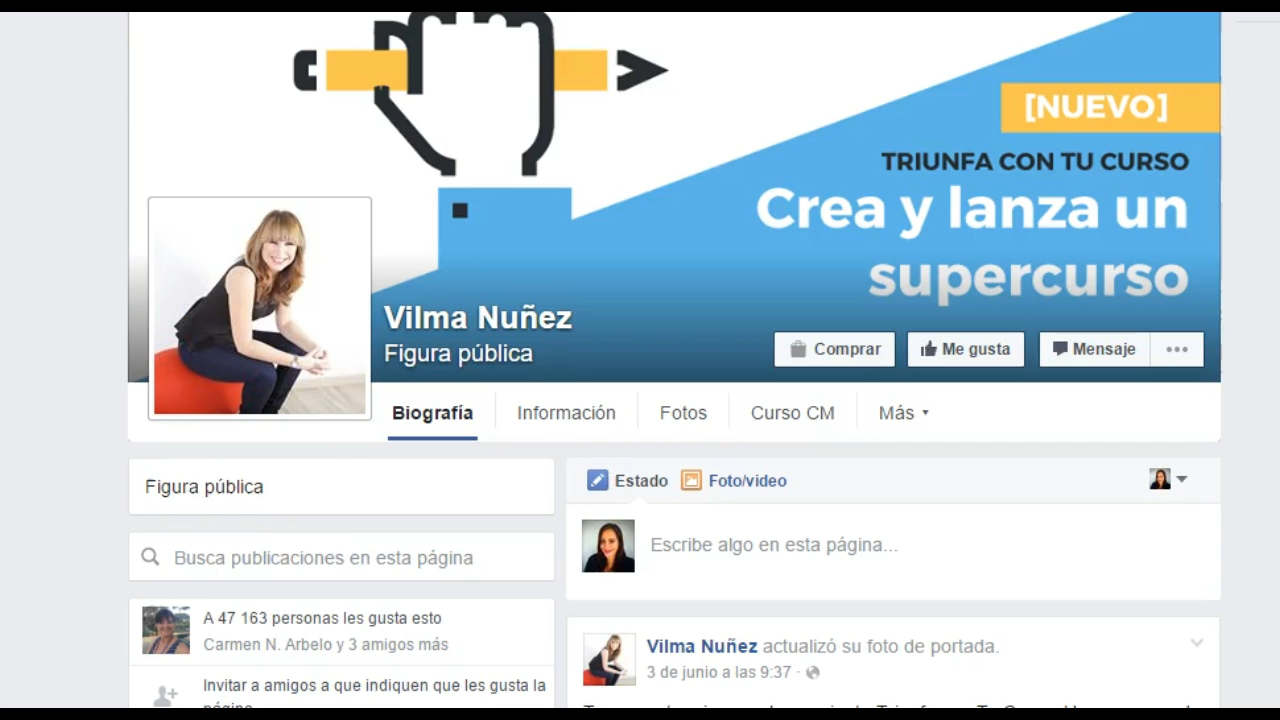 [NUEVO]
TRIUNFA CON TU CURSO
Crea y lanza un
supercurso
Vilma Nuñez
Figura pública
Comprar
Me gusta
Mensaje
Biografía
Información
Fotos
Curso CM
Más
Figura pública
Busca publicaciones en esta página
A 47 163 personas les gusta esto
Carmen N. Arbelo y 3 amigos más
Invitar a amigos a que indiquen que les gusta la
página
Estado
Foto/video
Escribe algo en esta página...
Vilma Nuñez actualizó su foto de portada.
3 de junio a las 9:37 ·